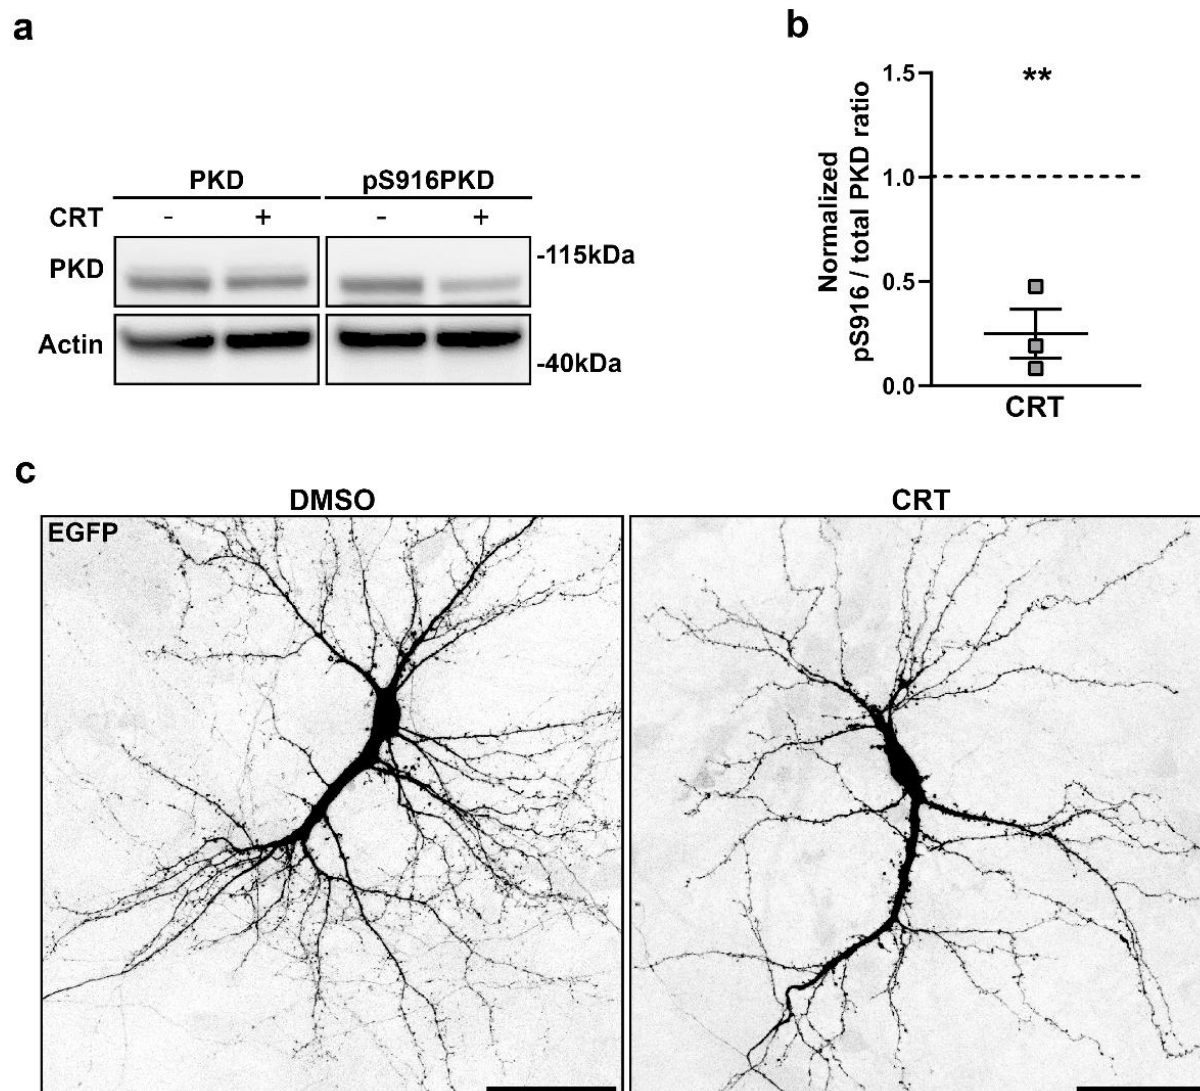 a
PKD pS916PKD
CRT - + - +
PKD
-115kDa
Actin
-40kDa
b
Normalized
pS916 / total PKD ratio
1.5
**
1.0
0.5
0.0
CRT
c
DMSO CRT
EGFP